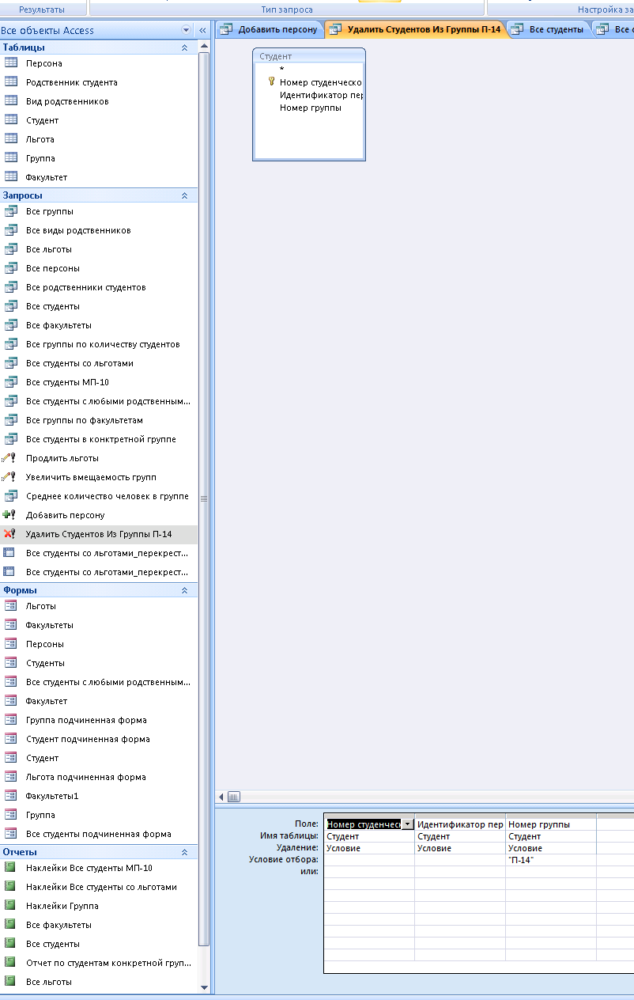 Результаты
Тип запроса
Настройка за
Все объекты Access
Таблицы
Персона
Родственник студента
Вид родственников
Студент
Льгота
Группа
Факультет
Запросы
Все группы
Все виды родственников
Все льготы
Все персоны
Все родственники студентов
Все студенты
Все факультеты
Все группы по количеству студентов
Все студенты со льготами
Все студенты МП-10
Все студенты с любыми родственным...
Все группы по факультетам
Все студенты в конктретной группе
Продлить льготы
Увеличить вмещаемость групп
Среднее количество человек в группе
Добавить персону
Удалить Студентов Из Группы П-14
Все студенты со льготами_перекрест...
Все студенты со льготами_перекрест...
Формы
Льготы
Факультеты
Персоны
Студенты
Все студенты с любыми родственным...
Факультет
Группа подчиненная форма
Студент подчиненная форма
Студент
Льгота подчиненная форма
Факультеты1
Группа
Все студенты подчиненная форма
Отчеты
Наклейки Все студенты МП-10
Наклейки Все студенты со льготами
Наклейки Группа
Все факультеты
Все студенты
Отчет по студентам конкретной груп...
Все льготы
Добавить персону
Удалить Студентов Из Группы П-14
Все студенты
Все с
Студент
*
Номер студенческо
Идентификатор пер
Номер группы
Поле: Номер студенческ Идентификатор пер Номер группы
Имя таблицы: Студент Студент Студент
Удаление: Условие Условие Условие
Условие отбора: "П-14"
или: